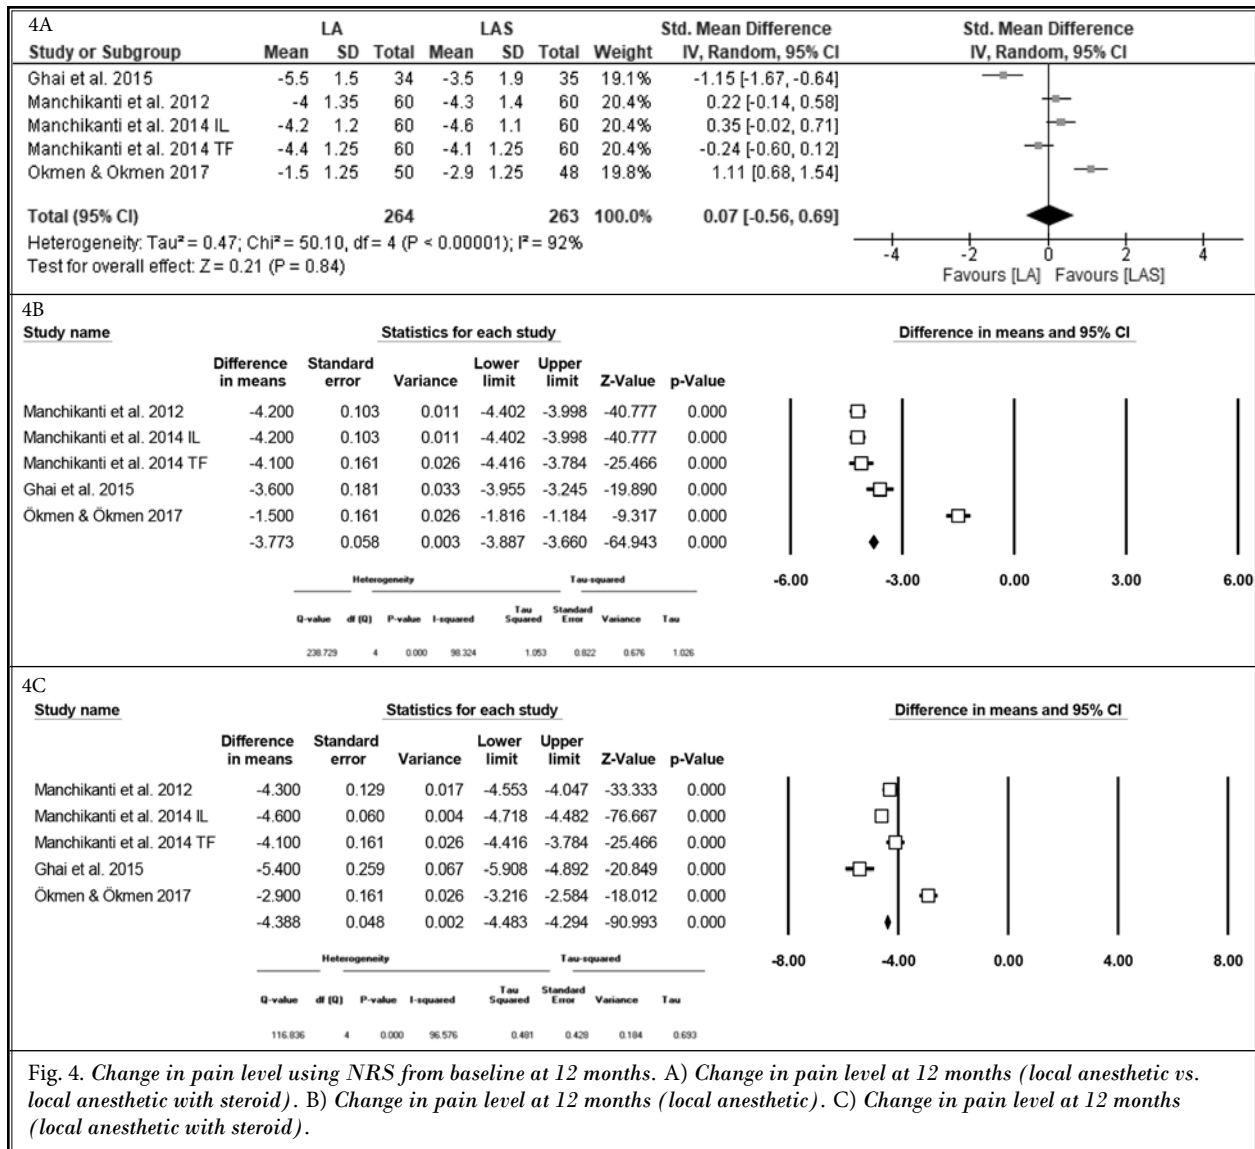 4A
LA LAS Std. Mean Difference Std. Mean Difference
Study or Subgroup Mean SD Total Mean SD Total Weight IV, Random, 95% CI IV, Random, 95% CI
Ghai et al. 2015 -5.5 1.5 34 -3.5 1.9 35 19.1% -1.15 [-1.67, -0.64]
Manchikanti et al. 2012 -4 1.35 60 -4.3 1.4 60 20.4% 0.22 [-0.14, 0.58]
Manchikanti et al. 2014 IL -4.2 1.2 60 -4.6 1.1 60 20.4% 0.35 [-0.02, 0.71]
Manchikanti et al. 2014 TF -4.4 1.25 60 -4.1 1.25 60 20.4% -0.24 [-0.60, 0.12]
Okmen & Okmen 2017 -1.5 1.25 50 -2.9 1.25 48 19.8% 1.11 [0.68, 1.54]
Total (95% CI) 264 263 100.0% 0.07 [-0.56, 0.69]
Heterogeneity: Tau² = 0.47; Chi² = 50.10, df = 4 (P < 0.00001); I² = 92%
Test for overall effect: Z = 0.21 (P = 0.84)
-4 -2 0 2 4
Favours [LA] Favours [LAS]
4B
Study name Statistics for each study Difference in means and 95% CI
Difference Standard Lower Upper
in means error Variance limit limit Z-Value p-Value
Manchikanti et al. 2012 -4.200 0.103 0.011 -4.402 -3.998 -40.777 0.000
Manchikanti et al. 2014 IL -4.200 0.103 0.011 -4.402 -3.998 -40.777 0.000
Manchikanti et al. 2014 TF -4.100 0.161 0.026 -4.416 -3.784 -25.466 0.000
Ghai et al. 2015 -3.600 0.181 0.033 -3.955 -3.245 -19.890 0.000
Ökmen & Ökmen 2017 -1.500 0.161 0.026 -1.816 -1.184 -9.317 0.000
-3.773 0.058 0.003 -3.887 -3.660 -64.943 0.000
-6.00 -3.00 0.00 3.00 6.00
Heterogeneity Tau-squared
Tau Standard
Q-value df (Q) P-value I-squared Squared Error Variance Tau
238.729 4 0.000 98.324 1.053 0.822 0.676 1.026
4C
Study name Statistics for each study Difference in means and 95% CI
Difference Standard Lower Upper
in means error Variance limit limit Z-Value p-Value
Manchikanti et al. 2012 -4.300 0.129 0.017 -4.553 -4.047 -33.333 0.000
Manchikanti et al. 2014 IL -4.600 0.060 0.004 -4.718 -4.482 -76.667 0.000
Manchikanti et al. 2014 TF -4.100 0.161 0.026 -4.416 -3.784 -25.466 0.000
Ghai et al. 2015 -5.400 0.259 0.067 -5.908 -4.892 -20.849 0.000
Ökmen & Ökmen 2017 -2.900 0.161 0.026 -3.216 -2.584 -18.012 0.000
-4.388 0.048 0.002 -4.483 -4.294 -90.993 0.000
-8.00 -4.00 0.00 4.00 8.00
Heterogeneity Tau-squared
Tau Standard
Q-value df (Q) P-value I-squared Squared Error Variance Tau
116.836 4 0.000 96.576 0.481 0.428 0.184 0.693
Fig. 4. Change in pain level using NRS from baseline at 12 months. A) Change in pain level at 12 months (local anesthetic vs.
local anesthetic with steroid). B) Change in pain level at 12 months (local anesthetic). C) Change in pain level at 12 months
(local anesthetic with steroid).